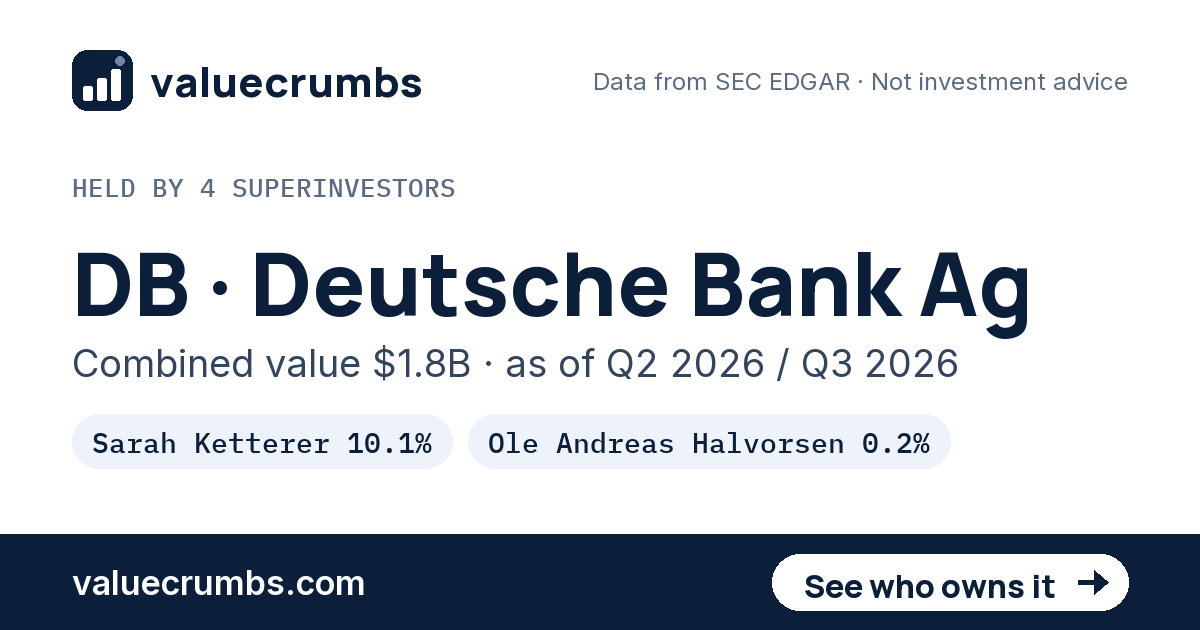 valuecrumbs
Data from SEC EDGAR · Not investment advice
HELD BY 4 SUPERINVESTORS
DB · Deutsche Bank Ag
Combined value $1.8B · as of Q2 2026 / Q3 2026
Sarah Ketterer 10.1%
Ole Andreas Halvorsen 0.2%
valuecrumbs.com
See who owns it →